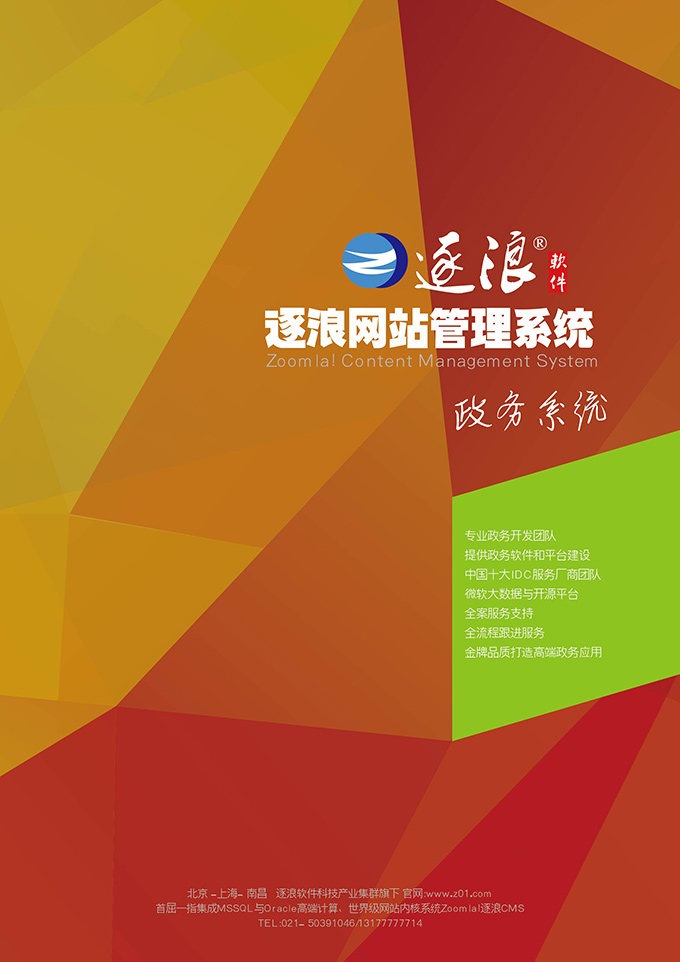 逐浪®
軟件
逐浪网站管理系统
Zoomla! Content Management System
政务系统
专业政务开发团队
提供政务软件和平台建设
中国十大IDC服务厂商团队
微软大数据与开源平台
全案服务支持
全流程跟进服务
金牌品质打造高端政务应用
北京-上海-南昌 逐浪软件科技产业集群旗下 官网:www.z01.com
首屈一指集成MSSQL与Oracle高端计算、世界级网站内核系统Zoomla!逐浪CMS
TEL:021- 50391046/13177777714